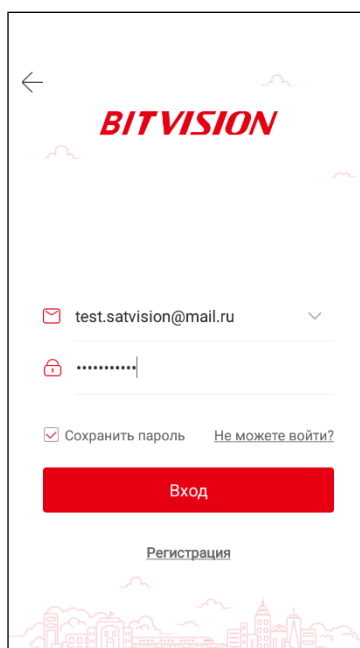 BITVISION
test.satvision@mail.ru
•••••••••••
Сохранить пароль Не можете войти?
Вход
Регистрация